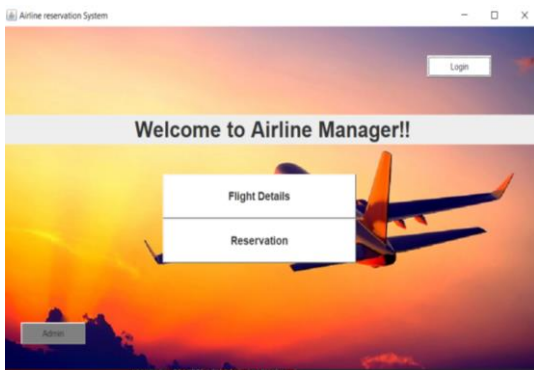 Airline reservation System
Login
Welcome to Airline Manager!!
Flight Details
Reservation
Admin